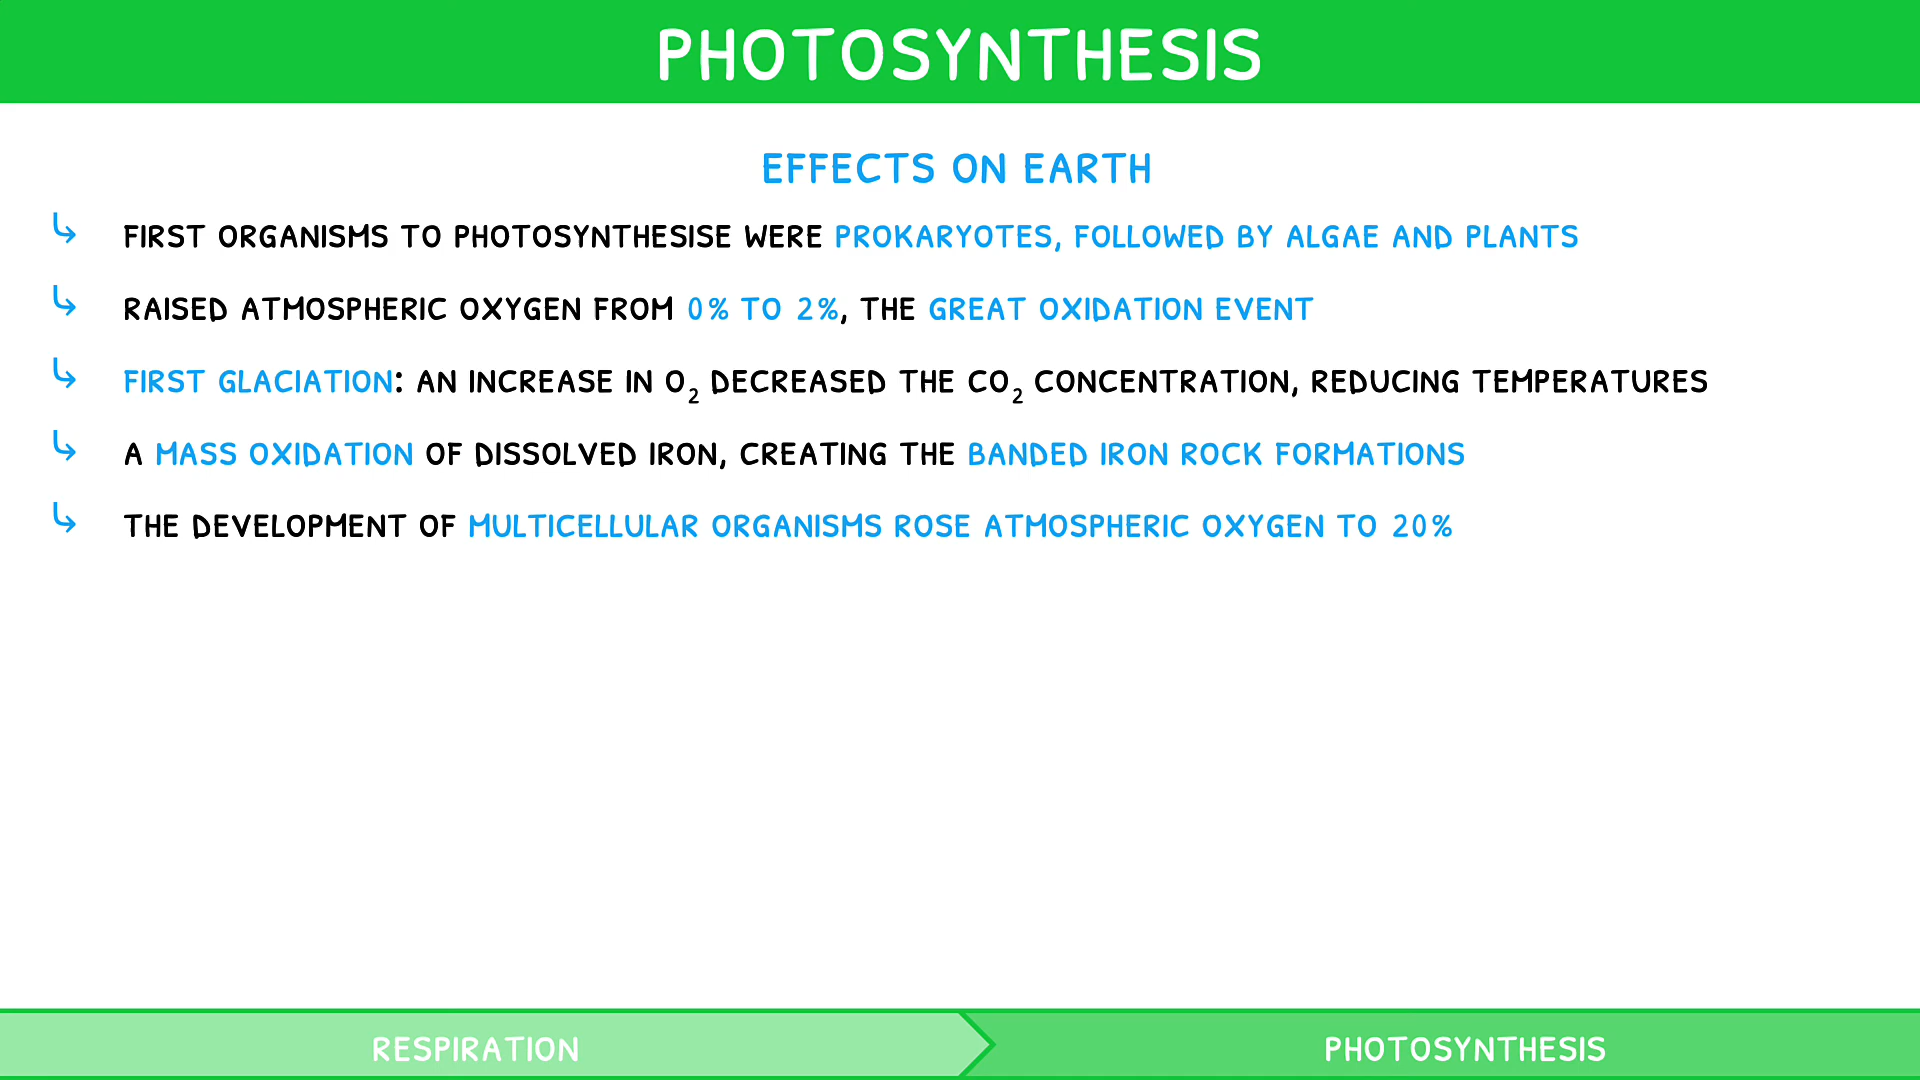 PHOTOSYNTHESIS
EFFECTS ON EARTH
↳ FIRST ORGANISMS TO PHOTOSYNTHESISE WERE PROKARYOTES, FOLLOWED BY ALGAE AND PLANTS
↳ RAISED ATMOSPHERIC OXYGEN FROM 0% TO 2%, THE GREAT OXIDATION EVENT
↳ FIRST GLACIATION: AN INCREASE IN O₂ DECREASED THE CO₂ CONCENTRATION, REDUCING TEMPERATURES
↳ A MASS OXIDATION OF DISSOLVED IRON, CREATING THE BANDED IRON ROCK FORMATIONS
↳ THE DEVELOPMENT OF MULTICELLULAR ORGANISMS ROSE ATMOSPHERIC OXYGEN TO 20%
RESPIRATION
PHOTOSYNTHESIS